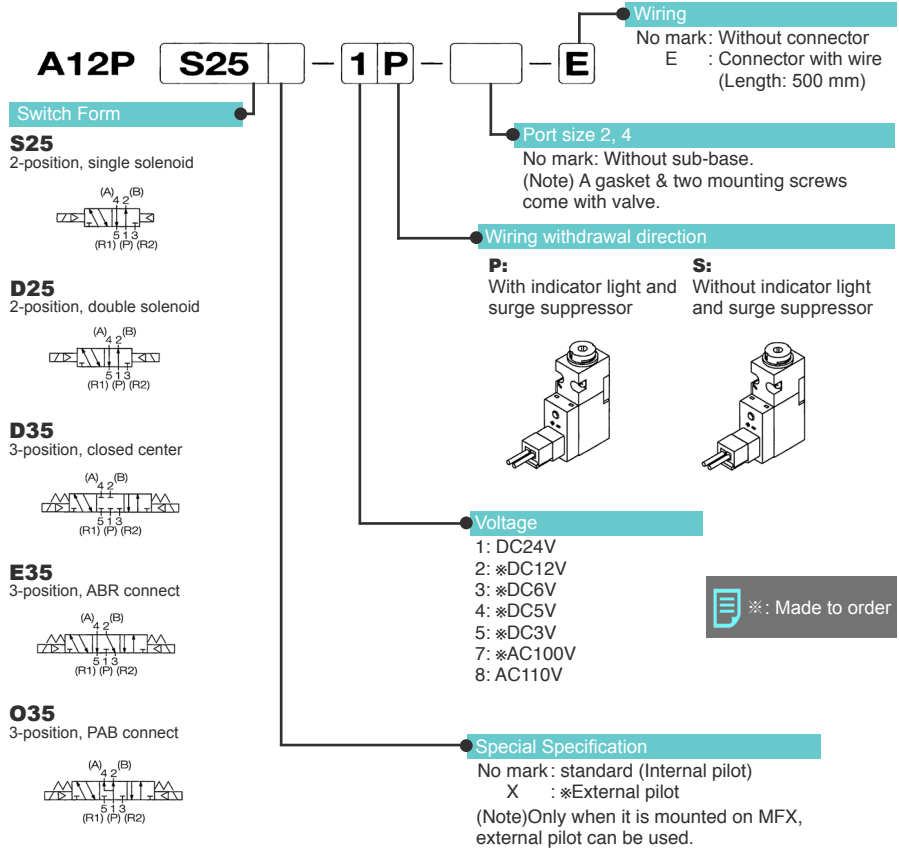 Wiring
No mark: Without connector
E : Connector with wire
(Length: 500 mm)
A12P S25 - 1 P - - E
Switch Form
S25
2-position, single solenoid
(A) 4 2 (B)
5 1 3
(R1) (P) (R2)
D25
2-position, double solenoid
(A) 4 2 (B)
5 1 3
(R1) (P) (R2)
D35
3-position, closed center
(A) 4 2 (B)
5 1 3
(R1) (P) (R2)
E35
3-position, ABR connect
(A) 4 2 (B)
5 1 3
(R1) (P) (R2)
O35
3-position, PAB connect
(A) 4 2 (B)
5 1 3
(R1) (P) (R2)
Port size 2, 4
No mark: Without sub-base.
(Note) A gasket & two mounting screws
come with valve.
Wiring withdrawal direction
P:
With indicator light and
surge suppressor
S:
Without indicator light
and surge suppressor
Voltage
1: DC24V
2: ※DC12V
3: ※DC6V
4: ※DC5V
5: ※DC3V
7: ※AC100V
8: AC110V
※: Made to order
Special Specification
No mark : standard (Internal pilot)
X : ※External pilot
(Note)Only when it is mounted on MFX,
external pilot can be used.